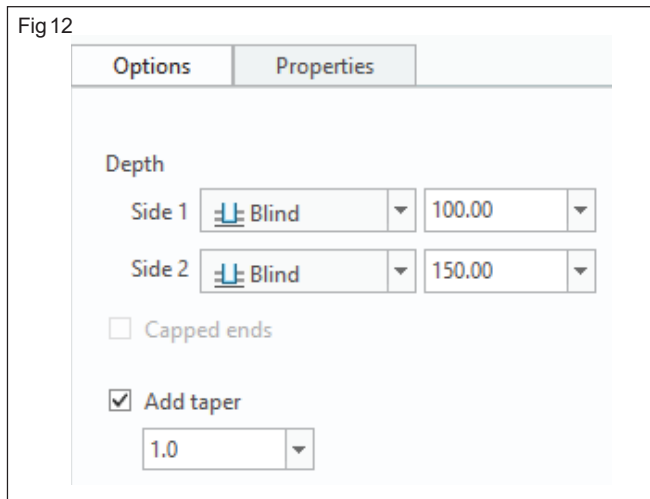 Fig 12
Options Properties
Depth
Side 1 Blind 100.00
Side 2 Blind 150.00
Capped ends
Add taper
1.0